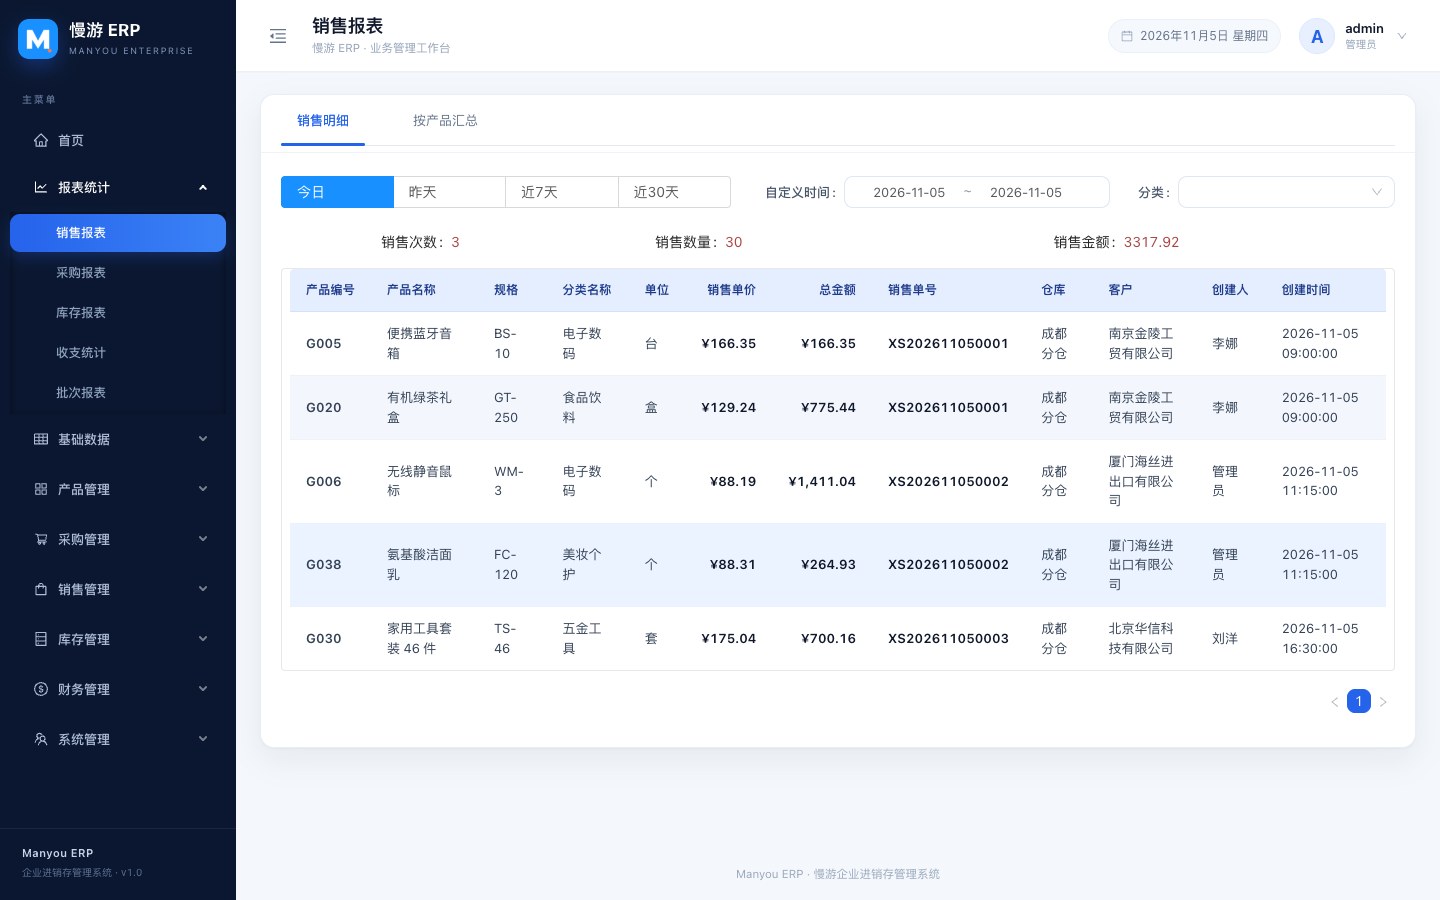 慢游 ERP
MANYOU ENTERPRISE
主菜单
首页
报表统计
销售报表
采购报表
库存报表
收支统计
批次报表
基础数据
产品管理
采购管理
销售管理
库存管理
财务管理
系统管理
Manyou ERP
企业进销存管理系统 · v1.0
销售报表
慢游 ERP · 业务管理工作台
2026年11月5日 星期四
A
admin
管理员
销售明细 按产品汇总
今日 昨天 近7天 近30天 自定义时间： 2026-11-05 ~ 2026-11-05 分类：
销售次数：3 销售数量：30 销售金额：3317.92
产品编号 产品名称 规格 分类名称 单位 销售单价 总金额 销售单号 仓库 客户 创建人 创建时间
G005 便携蓝牙音箱 BS-10 电子数码 台 ¥166.35 ¥166.35 XS202611050001 成都分仓 南京金陵工贸有限公司 李娜 2026-11-05 09:00:00
G020 有机绿茶礼盒 GT-250 食品饮料 盒 ¥129.24 ¥775.44 XS202611050001 成都分仓 南京金陵工贸有限公司 李娜 2026-11-05 09:00:00
G006 无线静音鼠标 WM-3 电子数码 个 ¥88.19 ¥1,411.04 XS202611050002 成都分仓 厦门海丝进出口有限公司 管理员 2026-11-05 11:15:00
G038 氨基酸洁面乳 FC-120 美妆个护 个 ¥88.31 ¥264.93 XS202611050002 成都分仓 厦门海丝进出口有限公司 管理员 2026-11-05 11:15:00
G030 家用工具套装 46 件 TS-46 五金工具 套 ¥175.04 ¥700.16 XS202611050003 成都分仓 北京华信科技有限公司 刘洋 2026-11-05 16:30:00
1
Manyou ERP · 慢游企业进销存管理系统